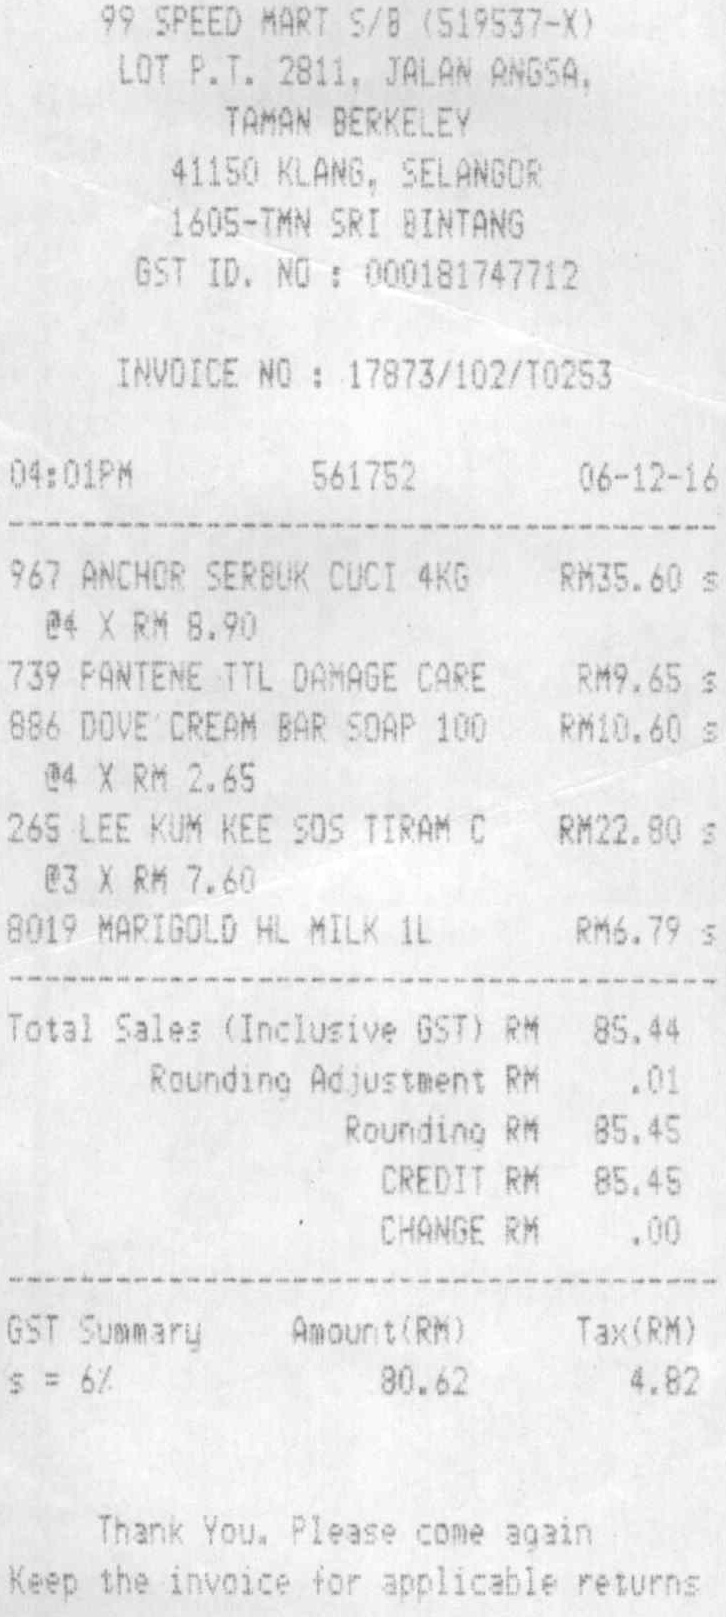 99 SPEED MART S/B (519537-X)
LOT P.T. 2811, JALAN ANGSA,
TAMAN BERKELEY
41150 KLANG, SELANGOR
1605-TMN SRI BINTANG
GST ID. NO : 000181747712
INVOICE NO : 17873/102/T0253
04:01PM 561752 06-12-16
967 ANCHOR SERBUK CUCI 4KG RM35.60 s
@4 X RM 8.90
739 PANTENE TTL DAMAGE CARE RM9.65 s
886 DOVE CREAM BAR SOAP 100 RM10.60 s
@4 X RM 2.65
265 LEE KUM KEE SOS TIRAM C RM22.80 s
@3 X RM 7.60
8019 MARIGOLD HL MILK 1L RM6.79 s
Total Sales (Inclusive GST) RM 85.44
Rounding Adjustment RM .01
Rounding RM 85.45
CREDIT RM 85.45
CHANGE RM .00
GST Summary Amount(RM) Tax(RM)
s = 6% 80.62 4.82
Thank You. Please come again
Keep the invoice for applicable returns